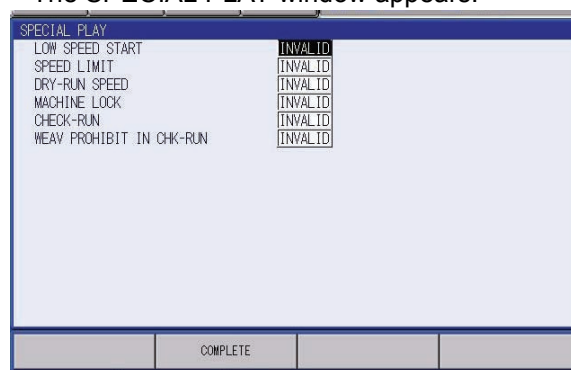 The SPECIAL PLAY window appears.
SPECIAL PLAY
LOW SPEED START INVALID
SPEED LIMIT INVALID
DRY-RUN SPEED INVALID
MACHINE LOCK INVALID
CHECK-RUN INVALID
WEAV PROHIBIT IN CHK-RUN INVALID
COMPLETE